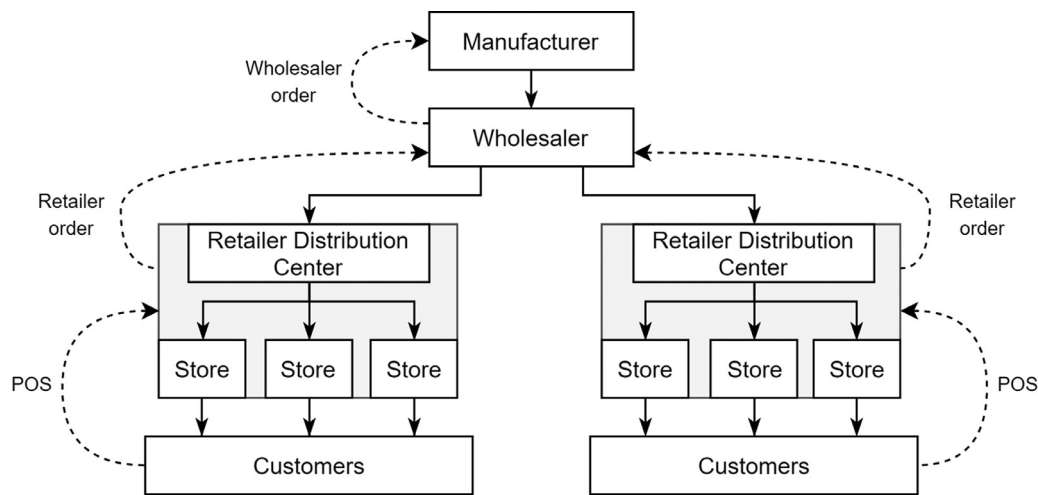 Manufacturer
Wholesaler
order
Wholesaler
Retailer
order
Retailer
order
Retailer Distribution
Center
Retailer Distribution
Center
Store
Store
Store
Store
Store
Store
POS
POS
Customers
Customers